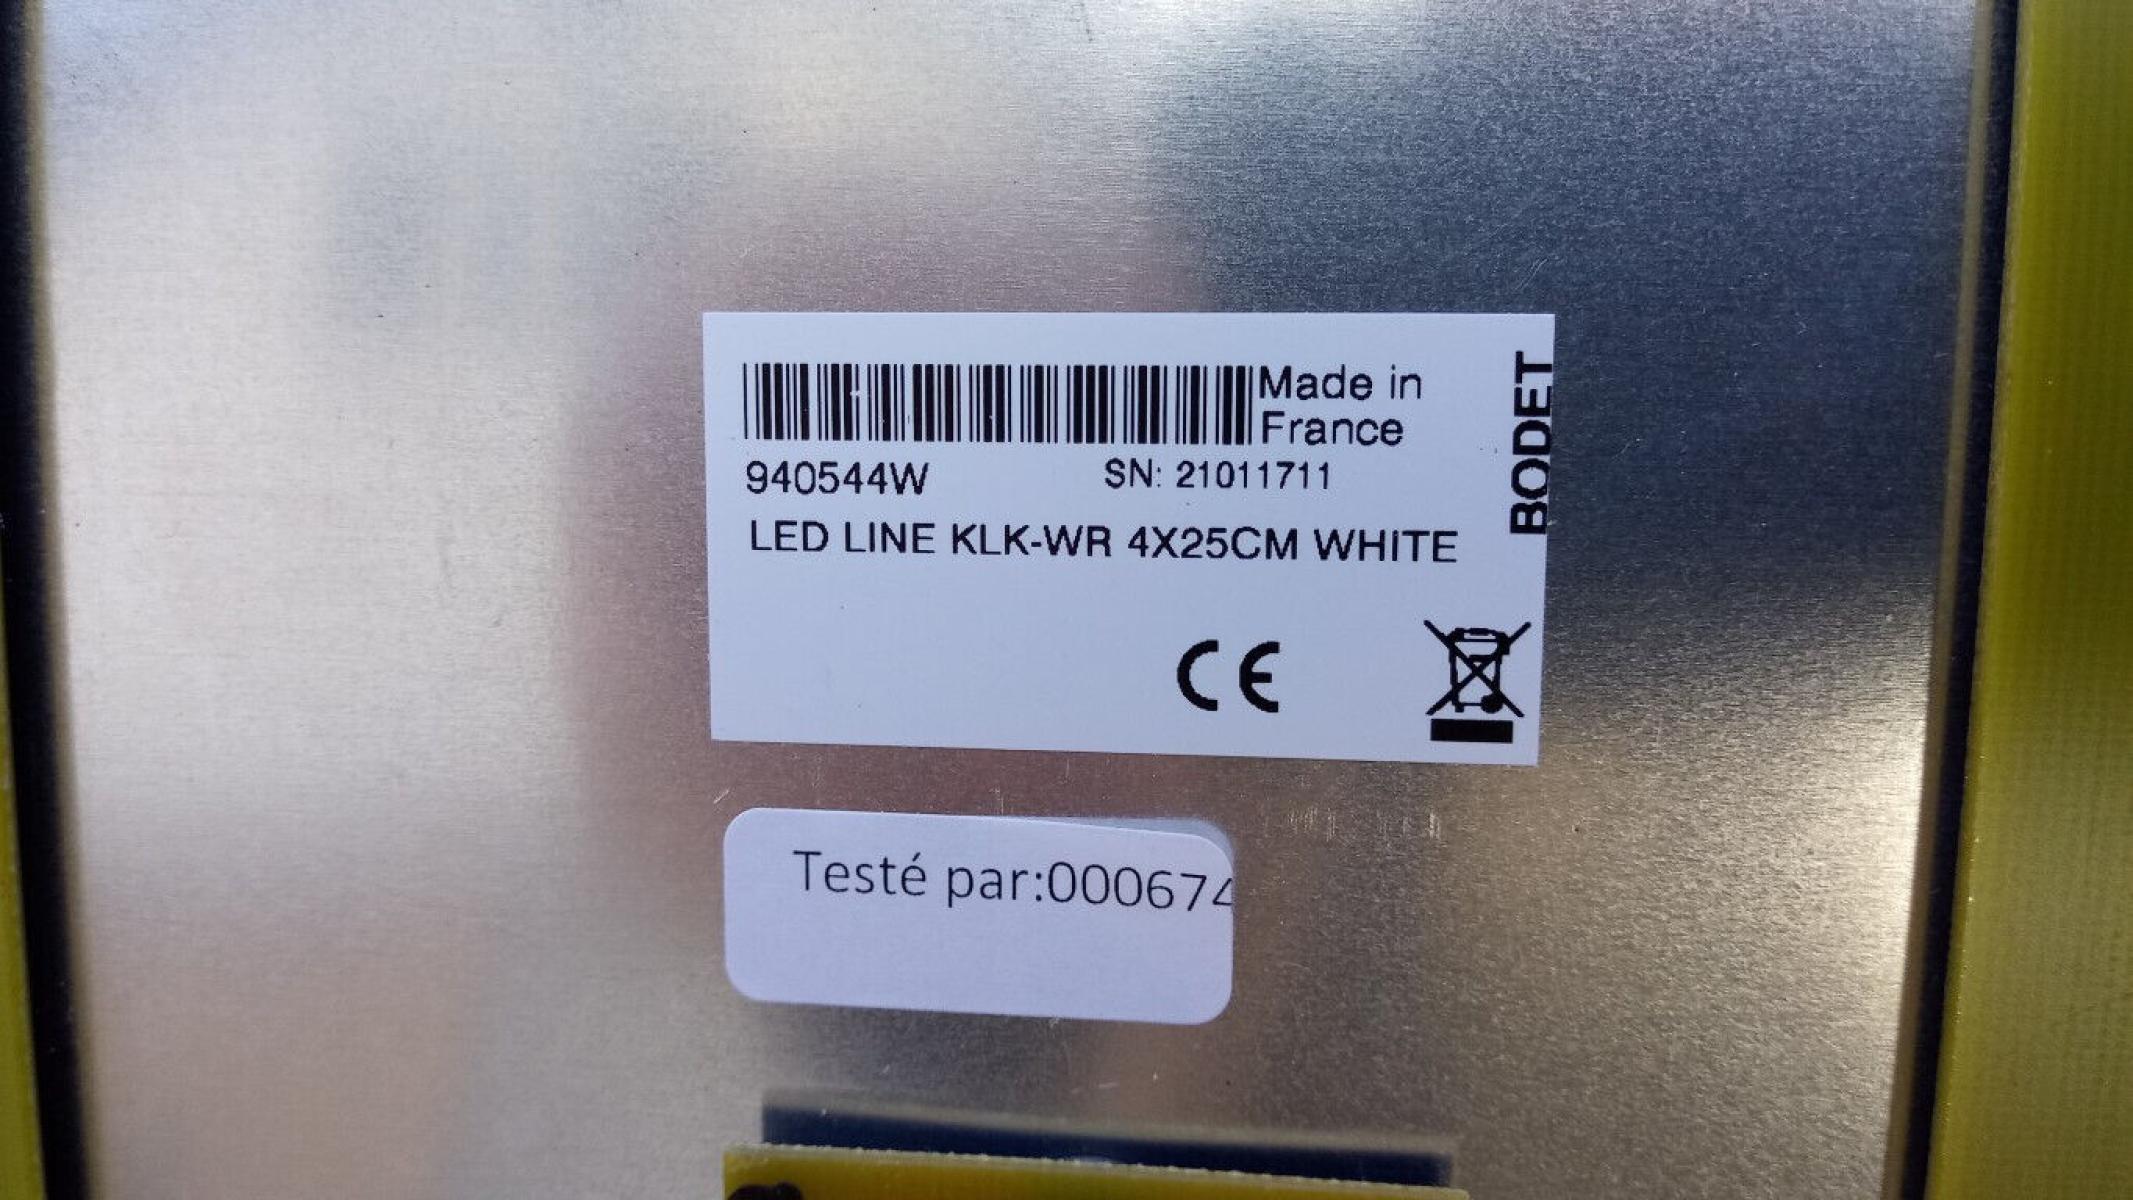 Made in
France
BODET
940544W SN: 21011711
LED LINE KLK-WR 4X25CM WHITE
CE
Testé par:000674